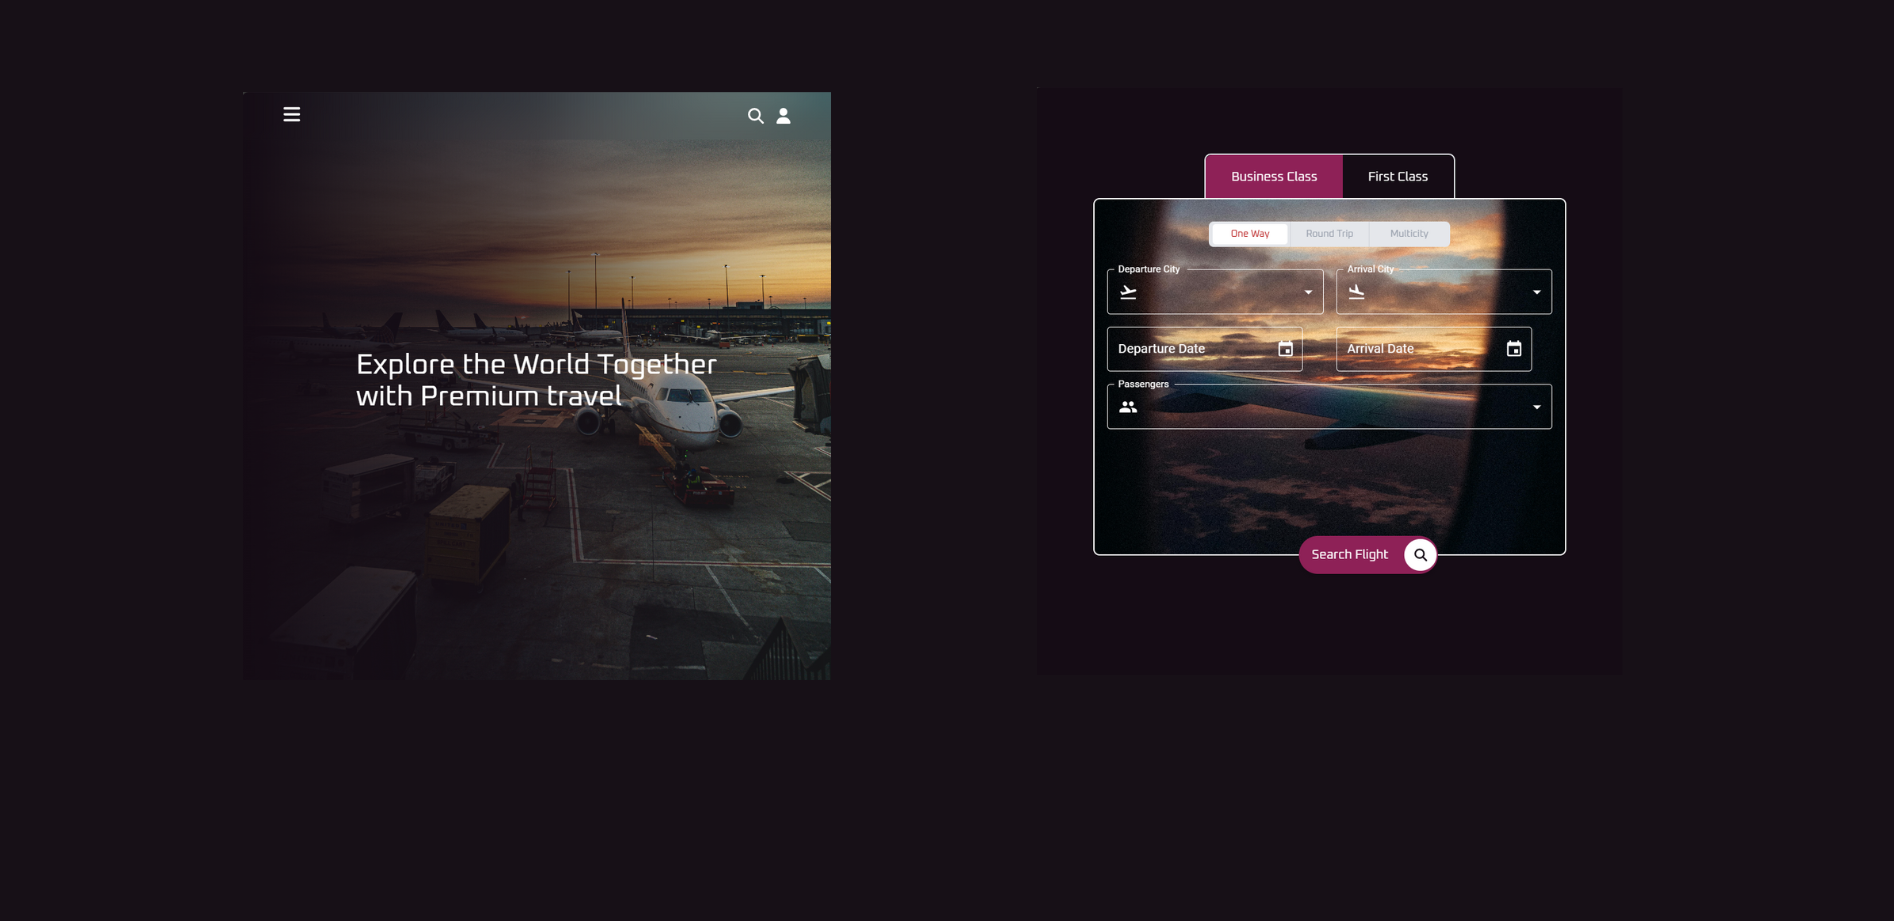 Explore the World Together
with Premium travel
Business Class
First Class
One Way
Round Trip
Multicity
Departure City
Arrival City
Departure Date
Arrival Date
Passengers
Search Flight